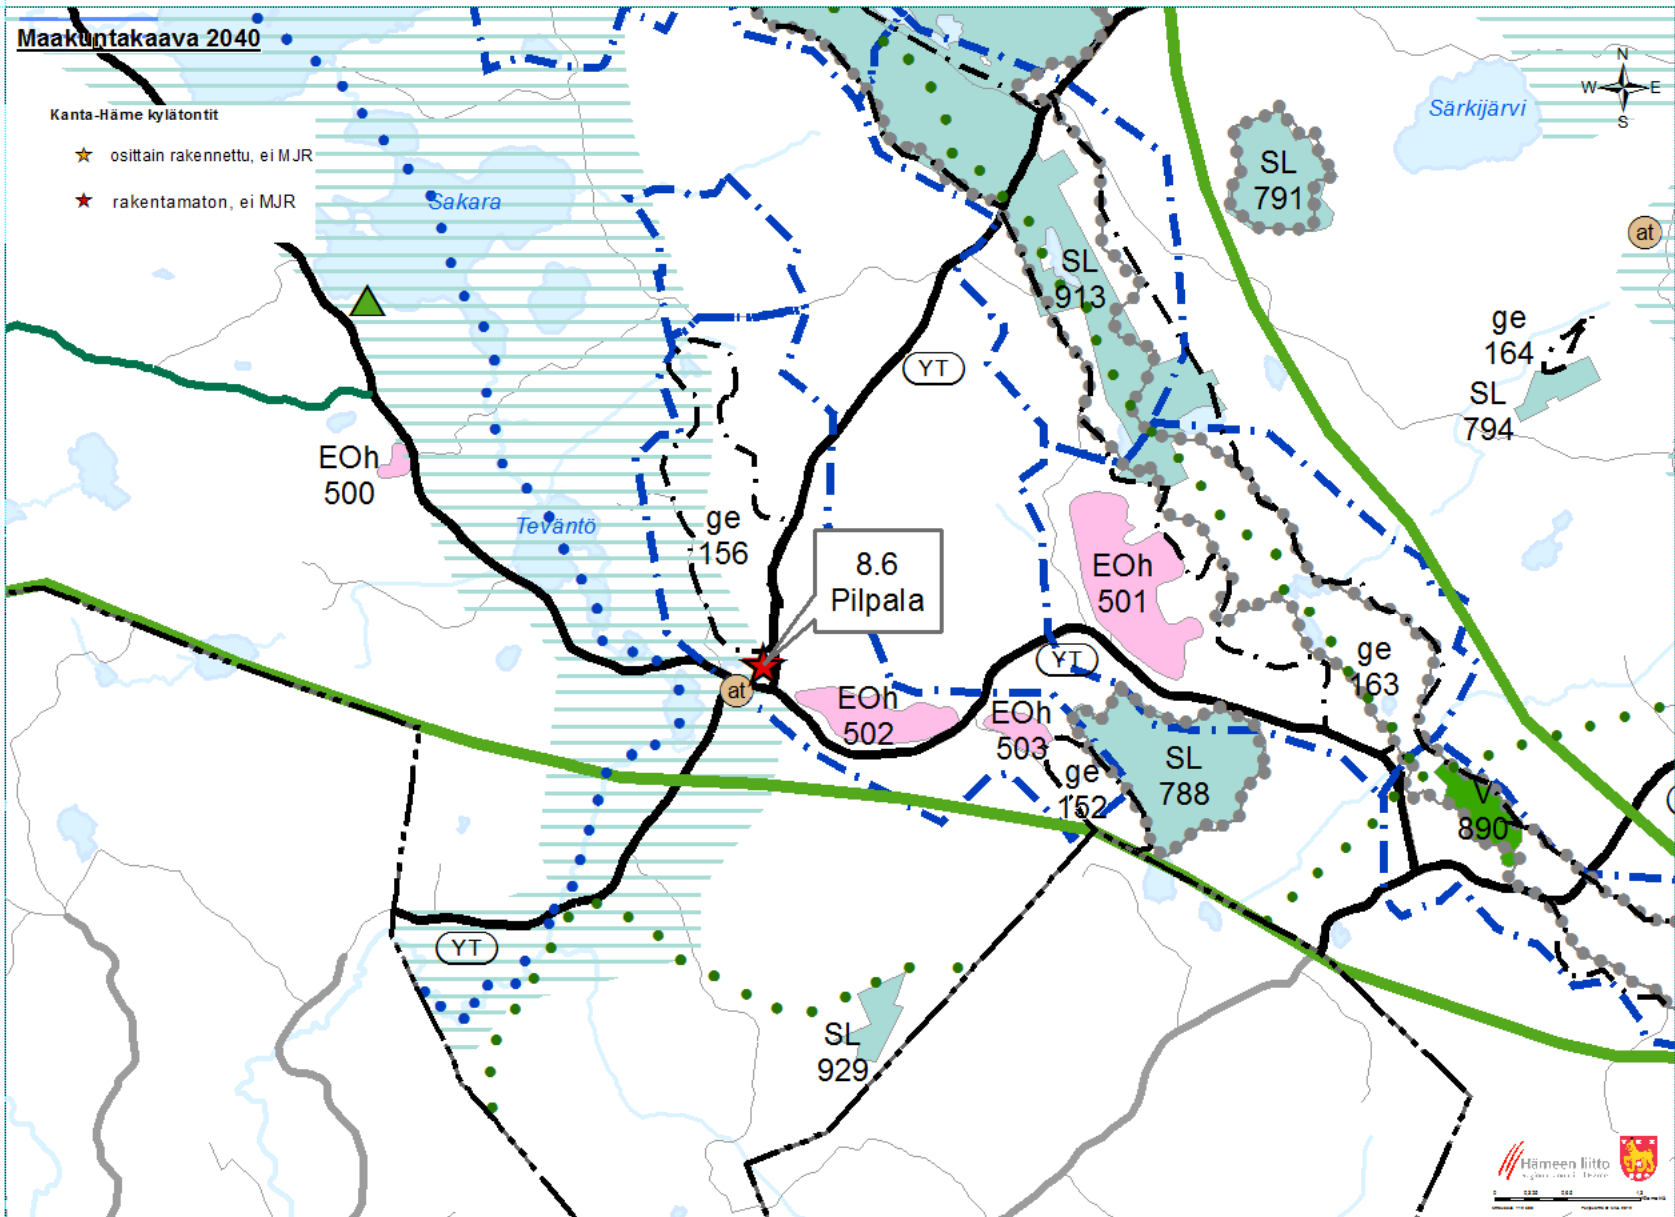 Maakuntakaava 2040
Kanta-Häme kylätontit
osittain rakennettu, ei MJR
rakentamaton, ei MJR
N
W E
S
Särkijärvi
SL
791
at
Sakara
SL
913
ge
164
SL
794
YT
EOh
500
Teväntö
ge
156
8.6
Pilpala
EOh
501
YT
ge
163
at
EOh
502
EOh
503
ge
152
SL
788
V
890
YT
SL
929
Hämeen liitto